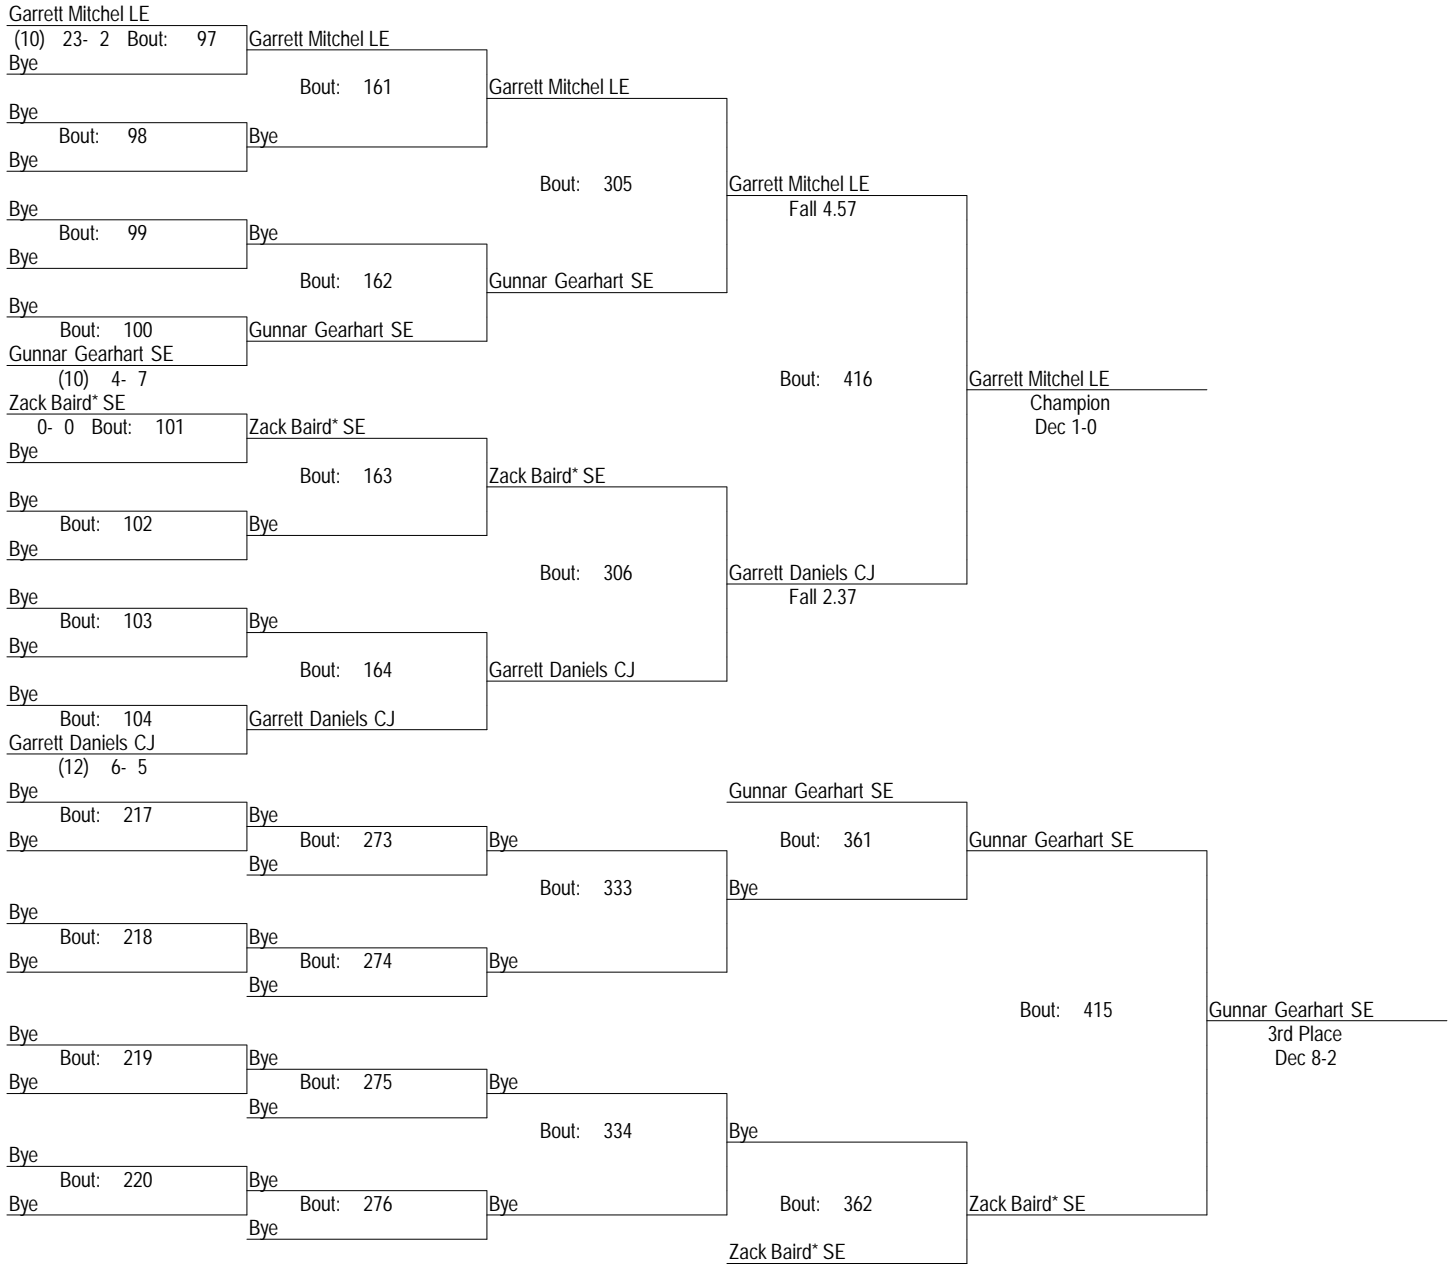 Garrett Mitchel LE
(10) 23- 2 Bout: 97 Garrett Mitchel LE
Bye
Bout: 161 Garrett Mitchel LE
Bye
Bout: 98 Bye
Bye
Bout: 305 Garrett Mitchel LE
Fall 4.57
Bye
Bout: 99 Bye
Bye
Bout: 162 Gunnar Gearhart SE
Bye
Bout: 100 Gunnar Gearhart SE
Gunnar Gearhart SE
(10) 4- 7
Bout: 416 Garrett Mitchel LE
Champion
Dec 1-0
Zack Baird* SE
0- 0 Bout: 101 Zack Baird* SE
Bye
Bout: 163 Zack Baird* SE
Bye
Bout: 102 Bye
Bye
Bout: 306 Garrett Daniels CJ
Fall 2.37
Bye
Bout: 103 Bye
Bye
Bout: 164 Garrett Daniels CJ
Bye
Bout: 104 Garrett Daniels CJ
Garrett Daniels CJ
(12) 6- 5
Bye
Gunnar Gearhart SE
Bout: 217 Bye
Bye
Bout: 273 Bye
Bout: 361 Gunnar Gearhart SE
Bye
Bout: 333 Bye
Bye
Bout: 218 Bye
Bye
Bout: 274 Bye
Bye
Bout: 415 Gunnar Gearhart SE
3rd Place
Dec 8-2
Bye
Bout: 219 Bye
Bye
Bout: 275 Bye
Bye
Bout: 334 Bye
Bye
Bout: 220 Bye
Bye
Bout: 276 Bye
Bout: 362 Zack Baird* SE
Bye
Zack Baird* SE